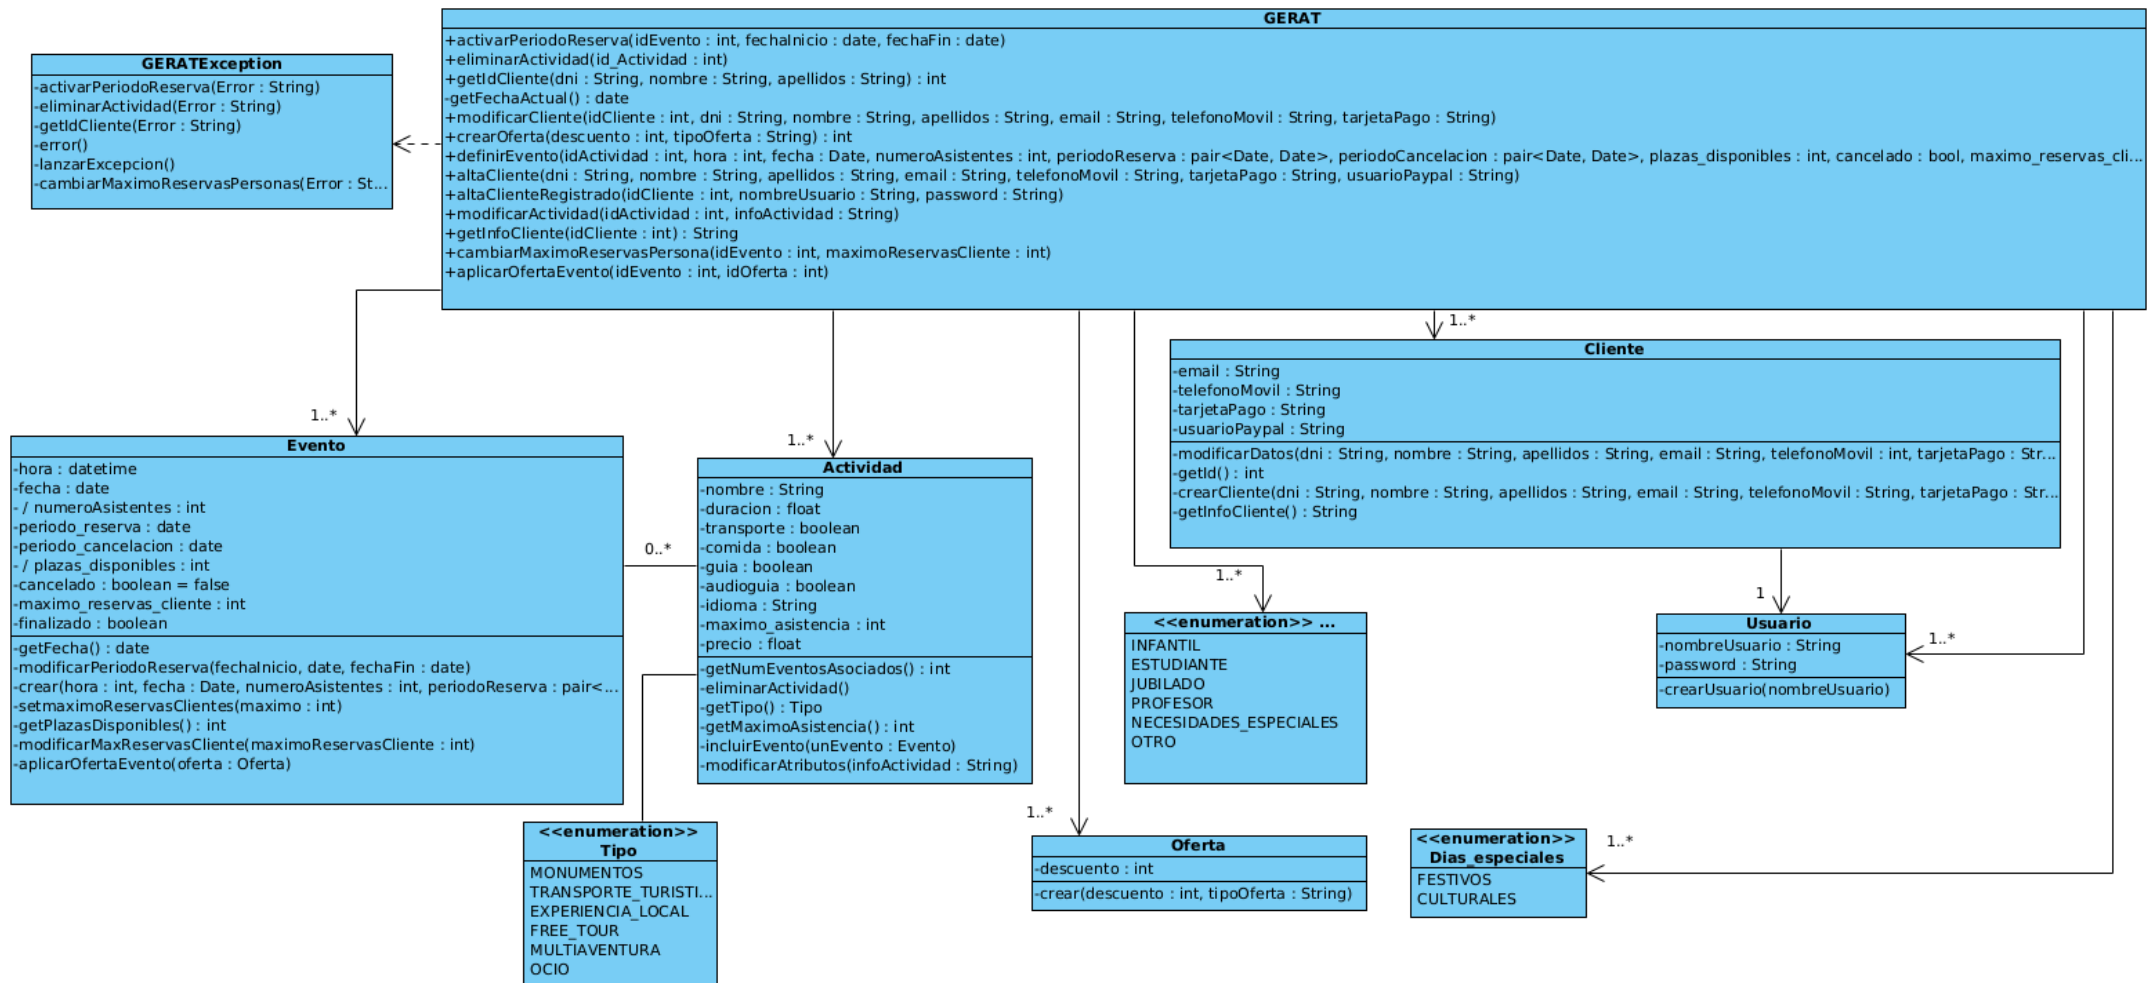 GERAT
+activarPeriodoReserva(idEvento : int, fechaInicio : date, fechaFin : date)
+eliminarActividad(id_Actividad : int)
+getIdCliente(dni : String, nombre : String, apellidos : String) : int
-getFechaActual() : date
+modificarCliente(idCliente : int, dni : String, nombre : String, apellidos : String, email : String, telefonoMovil : String, tarjetaPago : String)
+crearOferta(descuento : int, tipoOferta : String) : int
+definirEvento(idActividad : int, hora : int, fecha : Date, numeroAsistentes : int, periodoReserva : pair<Date, Date>, periodoCancelacion : pair<Date, Date>, plazas_disponibles : int, cancelado : bool, maximo_reservas_cli...
+altaCliente(dni : String, nombre : String, apellidos : String, email : String, telefonoMovil : String, tarjetaPago : String, usuarioPaypal : String)
+altaClienteRegistrado(idCliente : int, nombreUsuario : String, password : String)
+modificarActividad(idActividad : int, infoActividad : String)
+getInfoCliente(idCliente : int) : String
+cambiarMaximoReservasPersona(idEvento : int, maximoReservasCliente : int)
+aplicarOfertaEvento(idEvento : int, idOferta : int)
GERATException
-activarPeriodoReserva(Error : String)
-eliminarActividad(Error : String)
-getIdCliente(Error : String)
-error()
-lanzarExcepcion()
-cambiarMaximoReservasPersonas(Error : St...
1..*
Cliente
-email : String
-telefonoMovil : String
-tarjetaPago : String
-usuarioPaypal : String
-modificarDatos(dni : String, nombre : String, apellidos : String, email : String, telefonoMovil : int, tarjetaPago : Str...
-getId() : int
-crearCliente(dni : String, nombre : String, apellidos : String, email : String, telefonoMovil : String, tarjetaPago : Str...
-getInfoCliente() : String
1..*
Evento
-hora : datetime
-fecha : date
- / numeroAsistentes : int
-periodo_reserva : date
-periodo_cancelacion : date
- / plazas_disponibles : int
-cancelado : boolean = false
-maximo_reservas_cliente : int
-finalizado : boolean
-getFecha() : date
-modificarPeriodoReserva(fechaInicio, date, fechaFin : date)
-crear(hora : int, fecha : Date, numeroAsistentes : int, periodoReserva : pair<...
-setmaximoReservasClientes(maximo : int)
-getPlazasDisponibles() : int
-modificarMaxReservasCliente(maximoReservasCliente : int)
-aplicarOfertaEvento(oferta : Oferta)
0..*
1..*
Actividad
-nombre : String
-duracion : float
-transporte : boolean
-comida : boolean
-guia : boolean
-audioguia : boolean
-idioma : String
-maximo_asistencia : int
-precio : float
-getNumEventosAsociados() : int
-eliminarActividad()
-getTipo() : Tipo
-getMaximoAsistencia() : int
-incluirEvento(unEvento : Evento)
-modificarAtributos(infoActividad : String)
1..*
<<enumeration>> ...
INFANTIL
ESTUDIANTE
JUBILADO
PROFESOR
NECESIDADES_ESPECIALES
OTRO
1
1..*
Usuario
-nombreUsuario : String
-password : String
-crearUsuario(nombreUsuario)
<<enumeration>>
Tipo
MONUMENTOS
TRANSPORTE_TURISTI...
EXPERIENCIA_LOCAL
FREE_TOUR
MULTIAVENTURA
OCIO
1..*
Oferta
-descuento : int
-crear(descuento : int, tipoOferta : String)
<<enumeration>>
Dias_especiales
FESTIVOS
CULTURALES
1..*